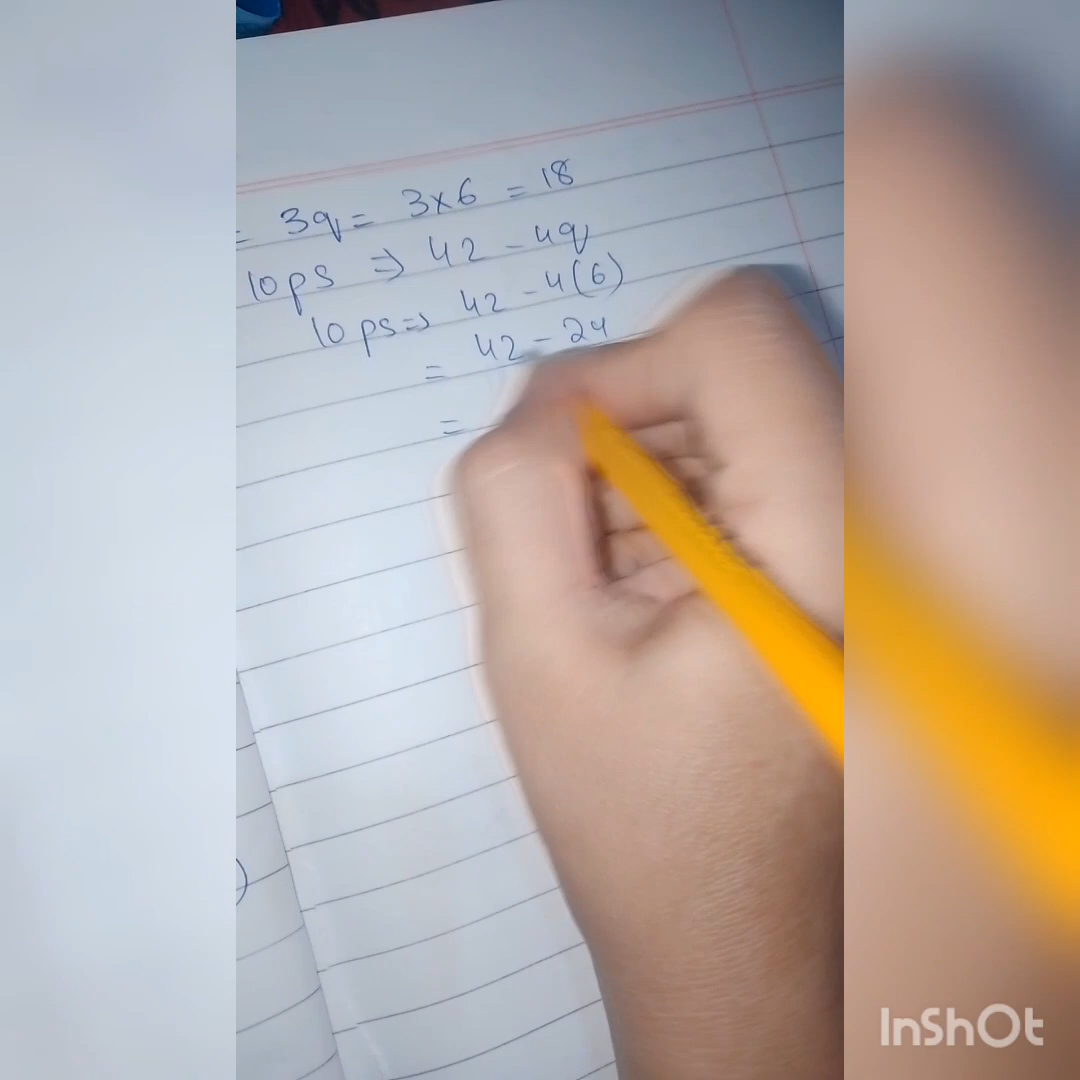 = 3q = 3x6 = 18
10ps ⇒ 42 - 4q
10ps ⇒ 42 - 4(6)
= 42 - 24
=
)
InShOt